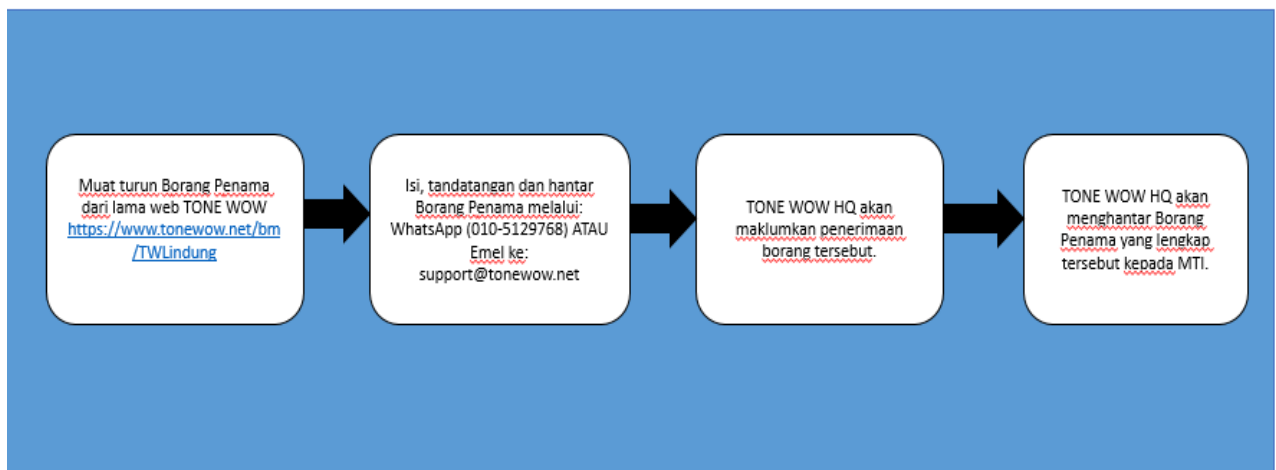 Muat turun Borang Penama
dari lama web TONE WOW
https://www.tonewow.net/bm
/TWLindung
Isi, tandatangan dan hantar
Borang Penama melalui:
WhatsApp (010-5129768) ATAU
Emel ke:
support@tonewow.net
TONE WOW HQ akan
maklumkan penerimaan
borang tersebut.
TONE WOW HQ akan
menghantar Borang
Penama yang lengkap
tersebut kepada MTI.